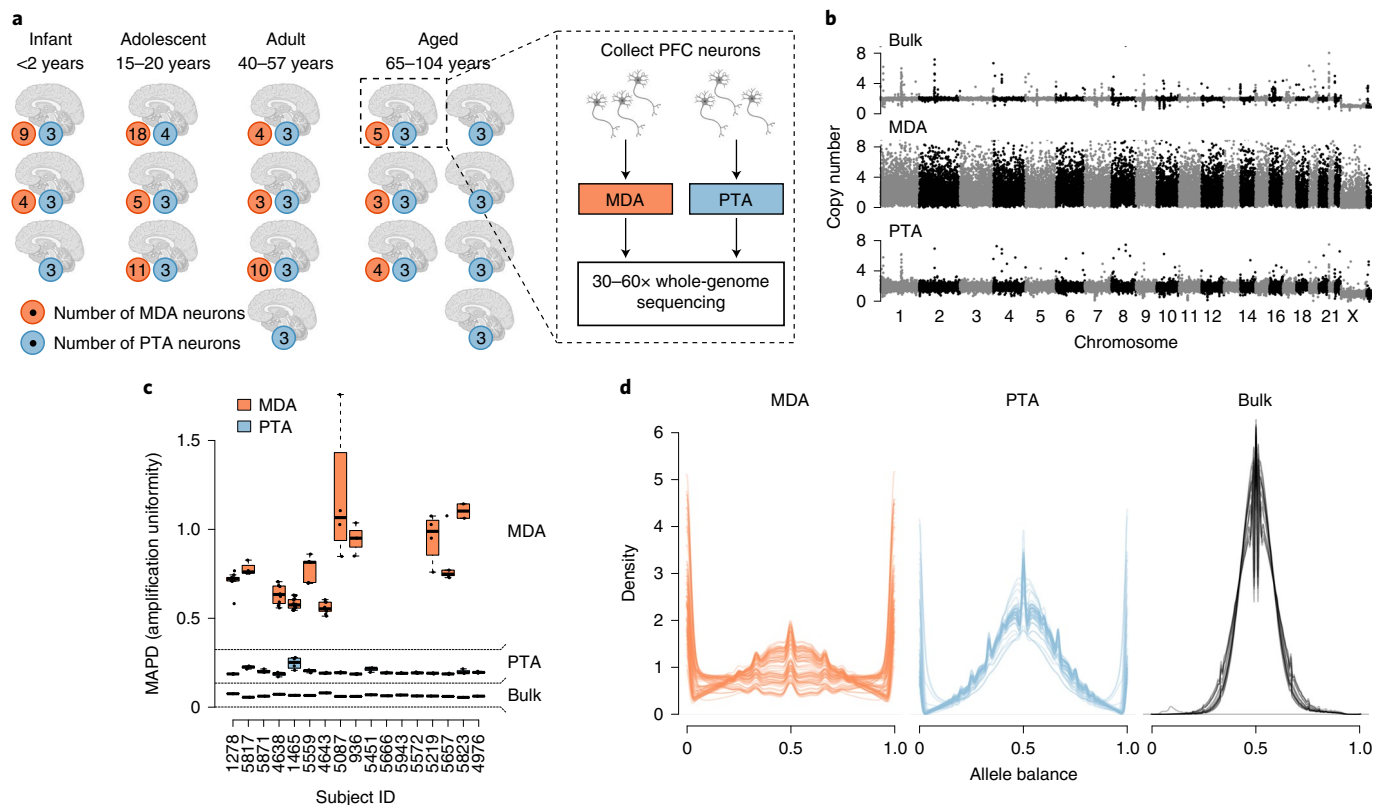 a
Infant
<2 years
Adolescent
15–20 years
Adult
40–57 years
Aged
65–104 years
9 3 18 4 4 3 5 3 3
4 3 5 3 3 3 3 3 3
3 11 3 10 3 4 3 3
3 3
Number of MDA neurons
Number of PTA neurons
Collect PFC neurons
MDA PTA
30–60× whole-genome
sequencing
b
Bulk
8
4
0
MDA
8
4
0
PTA
8
4
0
Copy number
1 2 3 4 5 6 7 8 9 10 11 12 14 16 18 21 X
Chromosome
c
MDA
PTA
1.5
1.0
0.5
0
MAPD (amplification uniformity)
MDA
PTA
Bulk
1278 5817 5871 4638 1465 5559 4643 5087 936 5451 5666 5943 5572 5219 5657 5823 4976
Subject ID
d
MDA PTA Bulk
6
5
4
3
2
1
0
Density
0 0.5 1.0 0 0.5 1.0 0 0.5 1.0
Allele balance